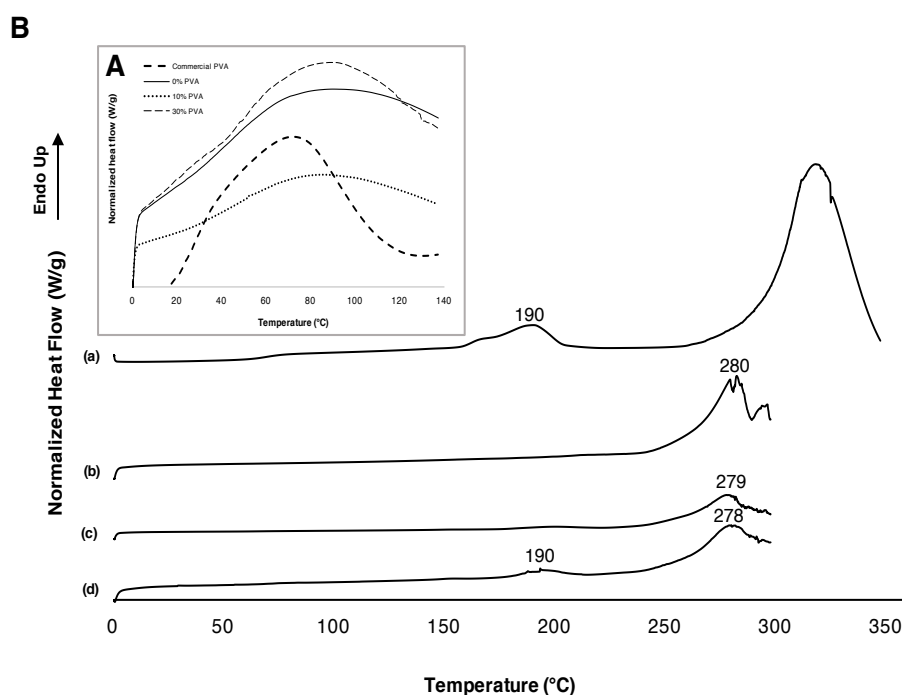 B
A
Commercial PVA
0% PVA
10% PVA
30% PVA
Normalized heat flow (W/g)
0 20 40 60 80 100 120 140
Temperature (°C)
Endo Up
Normalized Heat Flow (W/g)
190
(a)
280
(b)
279
(c)
278
190
(d)
0 50 100 150 200 250 300 350
Temperature (°C)